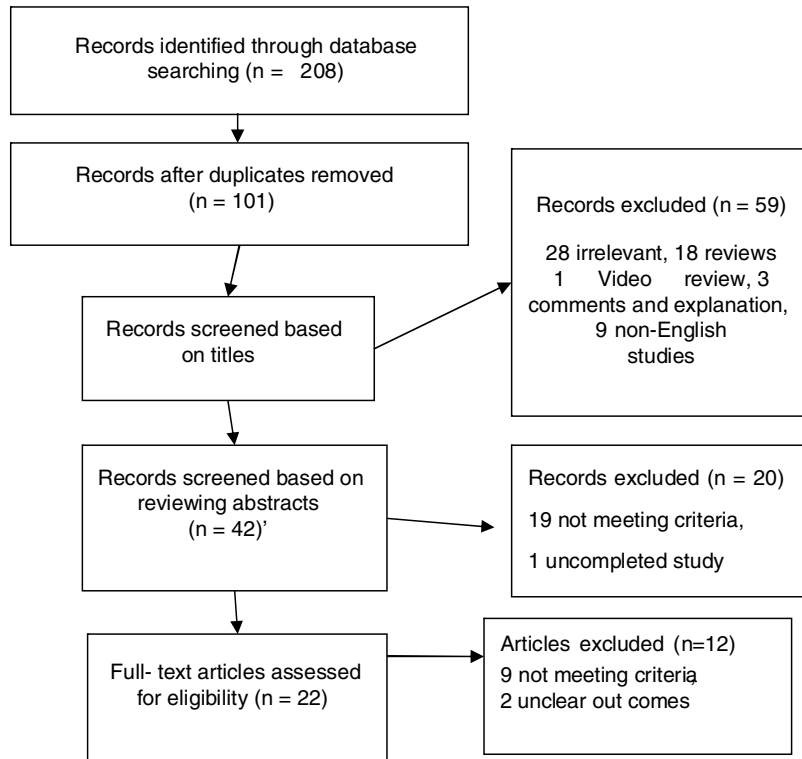 Records identified through database
searching (n = 208)
Records after duplicates removed
(n = 101)
Records excluded (n = 59)
28 irrelevant, 18 reviews
1 Video review, 3
comments and explanation,
9 non-English
studies
Records screened based
on titles
Records screened based on
reviewing abstracts
(n = 42)'
Records excluded (n = 20)
19 not meeting criteria,
1 uncompleted study
Full- text articles assessed
for eligibility (n = 22)
Articles excluded (n=12)
9 not meeting criteria,
2 unclear out comes